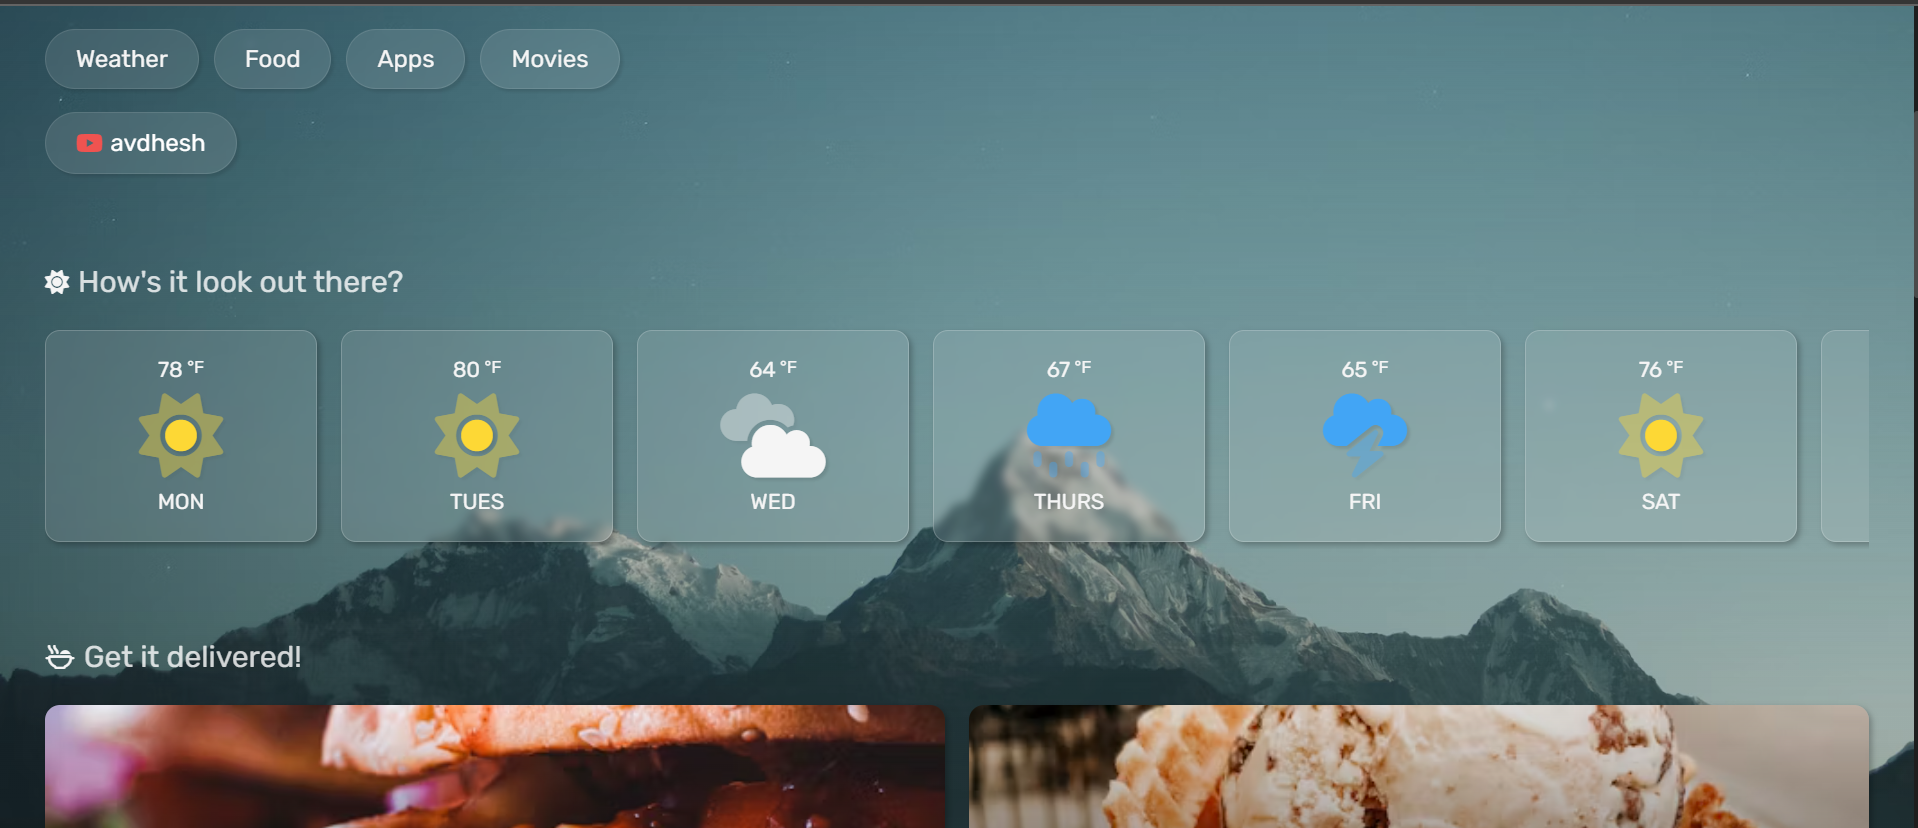 Weather Food Apps Movies
avdhesh
How's it look out there?
78 °F 80 °F 64 °F 67 °F 65 °F 76 °F
MON TUES WED THURS FRI SAT
Get it delivered!